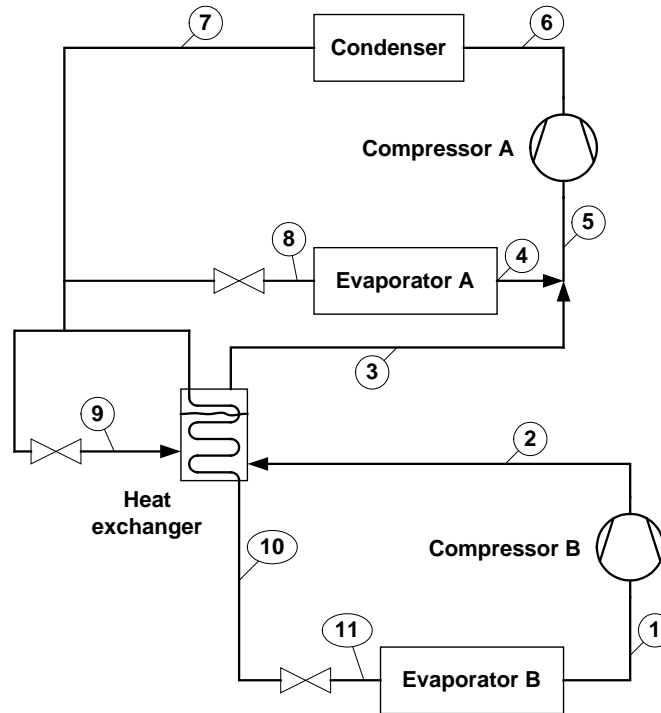 7
Condenser
6
Compressor A
5
8
Evaporator A
4
3
9
2
Heat
exchanger
10
Compressor B
11
Evaporator B
1